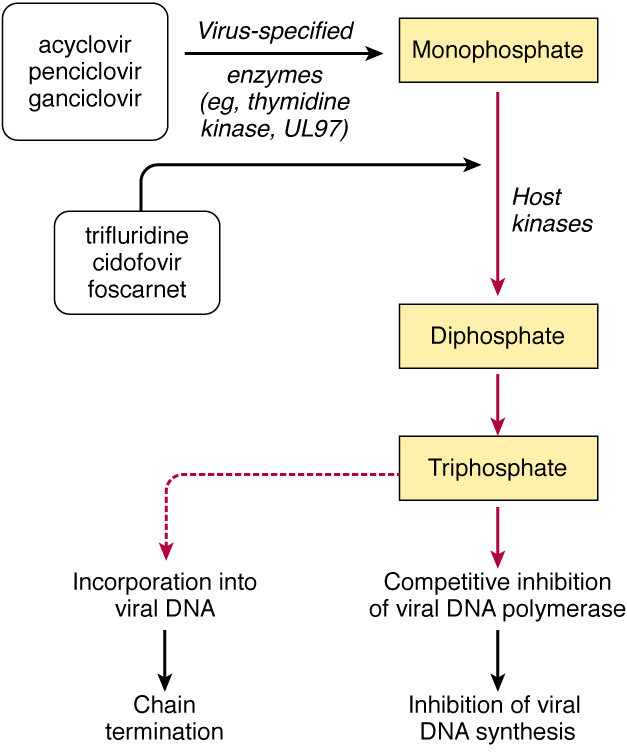 acyclovir
penciclovir
ganciclovir
Virus-specified
enzymes
(eg, thymidine
kinase, UL97)
Monophosphate
Host
kinases
trifluridine
cidofovir
foscarnet
Diphosphate
Triphosphate
Incorporation into
viral DNA
Competitive inhibition
of viral DNA polymerase
Chain
termination
Inhibition of viral
DNA synthesis